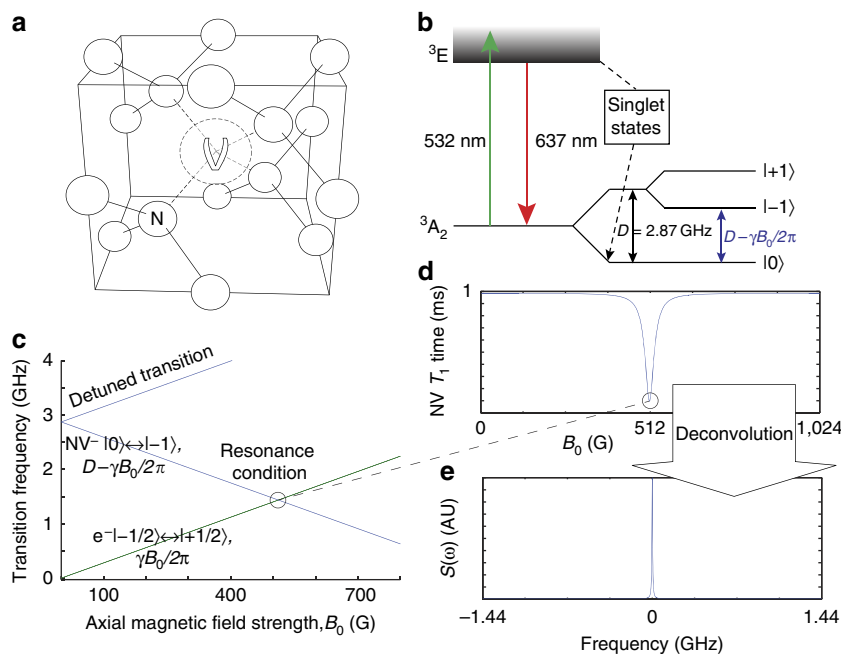 a
V
N
b
³E
532 nm
637 nm
Singlet
states
³A₂
D = 2.87 GHz
D–γB₀/2π
|+1⟩
|–1⟩
|0⟩
c
Transition frequency (GHz)
4
3
2
1
0
Detuned transition
NV⁻ |0⟩↔|–1⟩,
D–γB₀/2π
Resonance
condition
e⁻|–1/2⟩↔|+1/2⟩,
γB₀/2π
100
400
700
Axial magnetic field strength,B₀ (G)
d
NV T₁ time (ms)
1
0
0
512
1,024
B₀ (G)
Deconvolution
e
S(ω) (AU)
–1.44
0
1.44
Frequency (GHz)